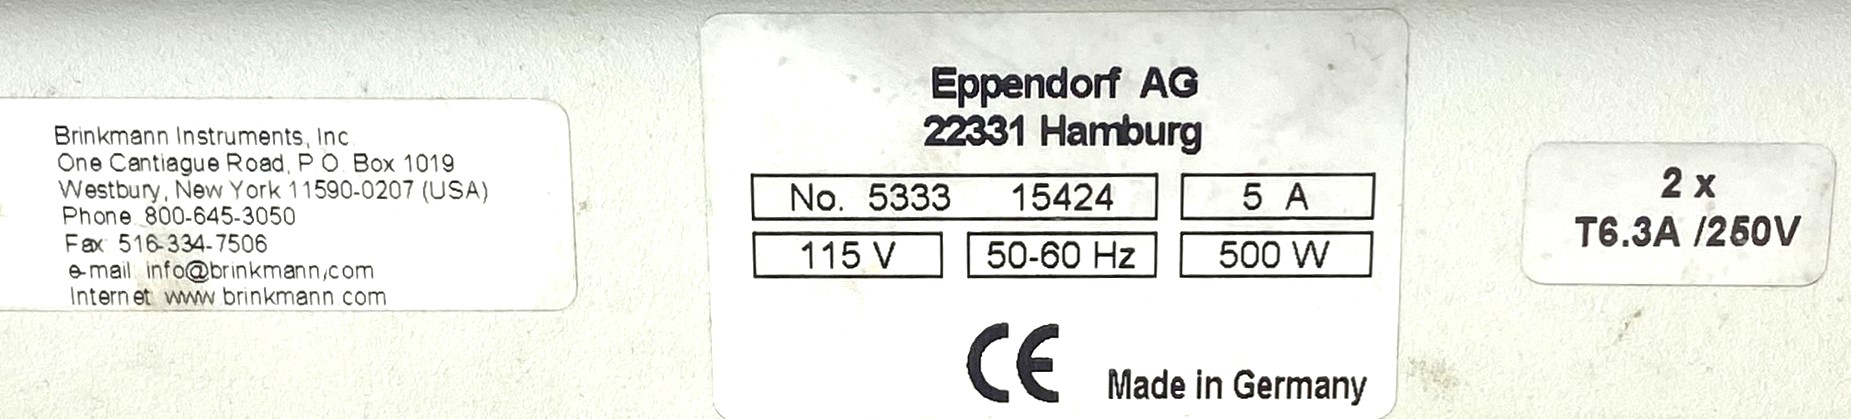 Brinkmann Instruments, Inc.
One Cantiague Road, P.O. Box 1019
Westbury, New York 11590-0207 (USA)
Phone: 800-645-3050
Fax: 516-334-7506
e-mail: info@brinkmann,com
Internet: www.brinkmann.com
Eppendorf AG
22331 Hamburg
No. 5333 15424
5 A
115 V
50-60 Hz
500 W
CE
Made in Germany
2 x
T6.3A /250V